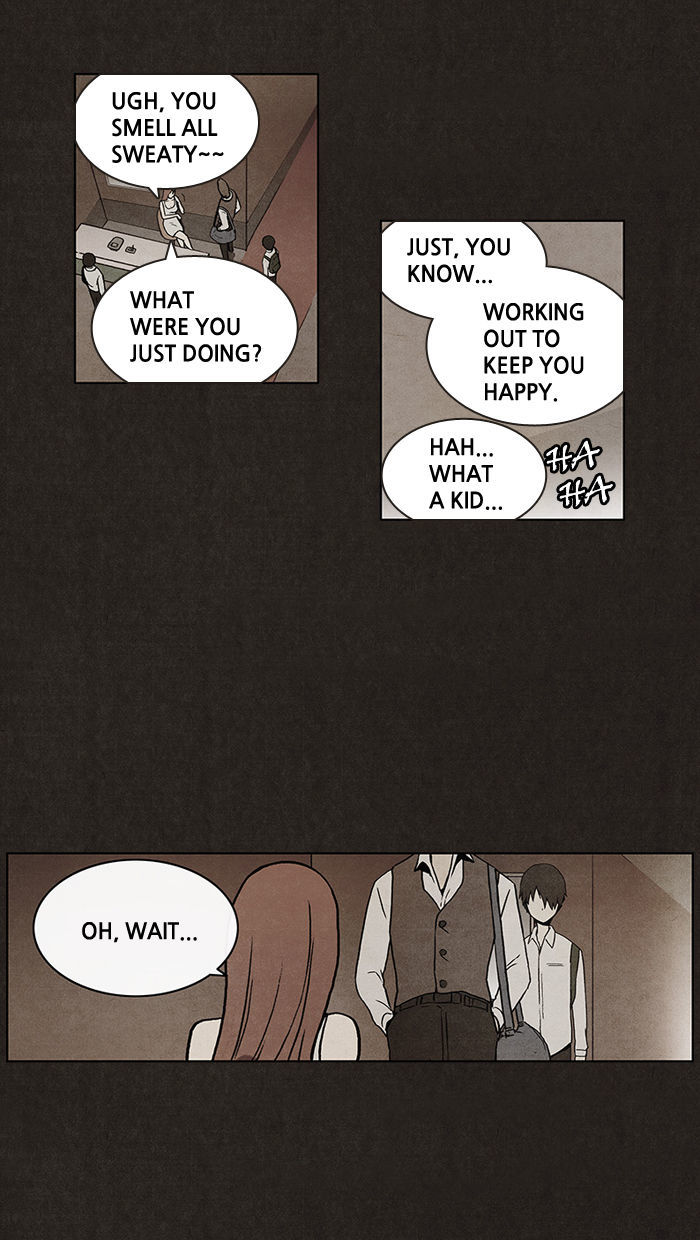 UGH, YOU
SMELL ALL
SWEATY~~
WHAT
WERE YOU
JUST DOING?
JUST, YOU
KNOW...
WORKING
OUT TO
KEEP YOU
HAPPY.
HAH...
WHAT
A KID...
HA
HA
OH, WAIT...